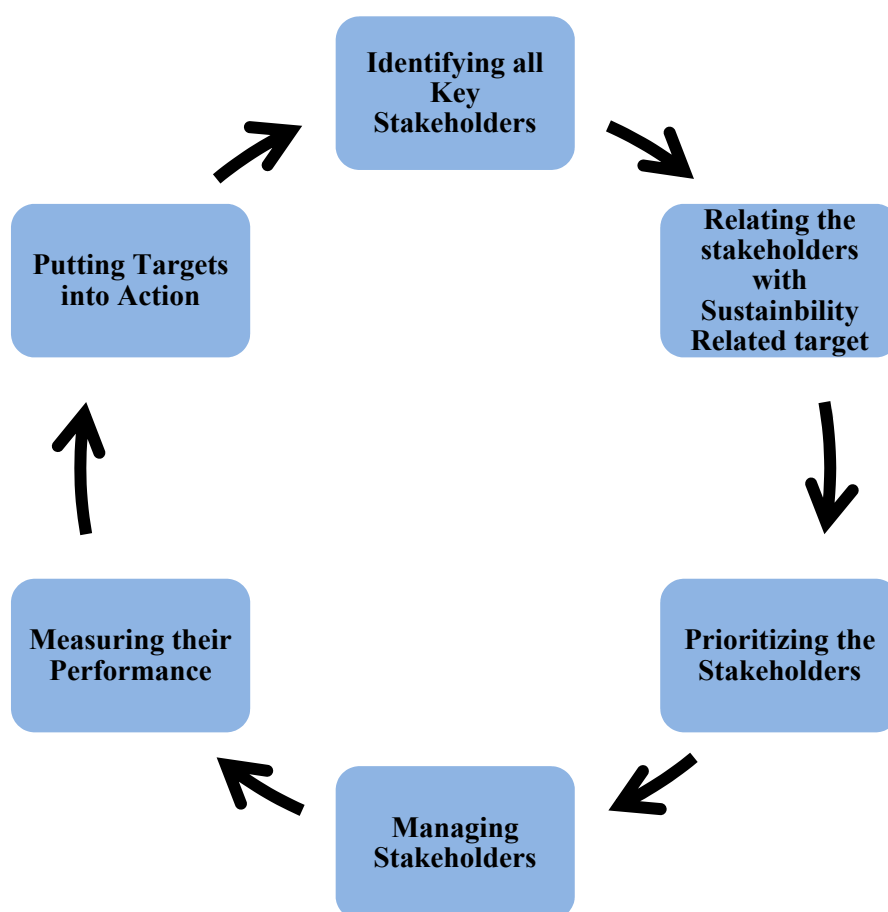 Identifying all
Key
Stakeholders
Relating the
stakeholders
with
Sustainbility
Related target
Prioritizing the
Stakeholders
Managing
Stakeholders
Measuring their
Performance
Putting Targets
into Action